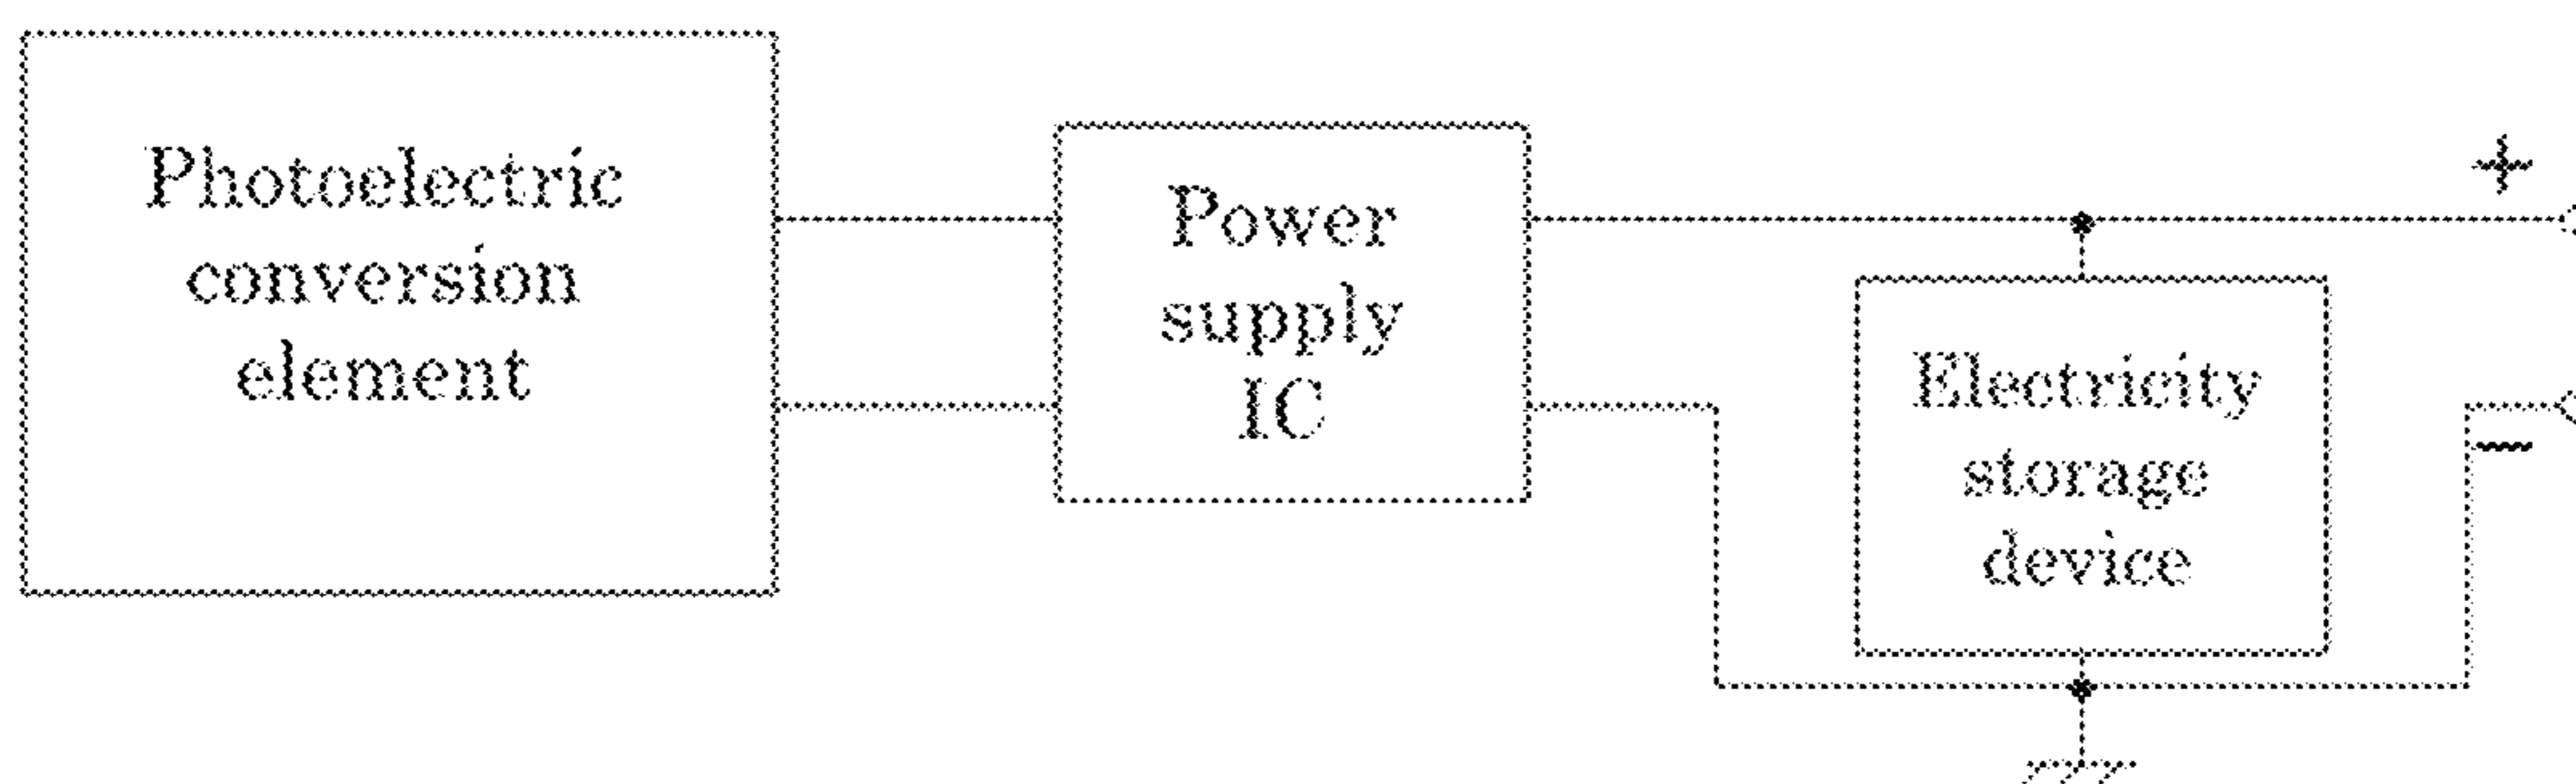 Photoelectric
conversion
element
Power
supply
IC
Electricity
storage
device
+
−